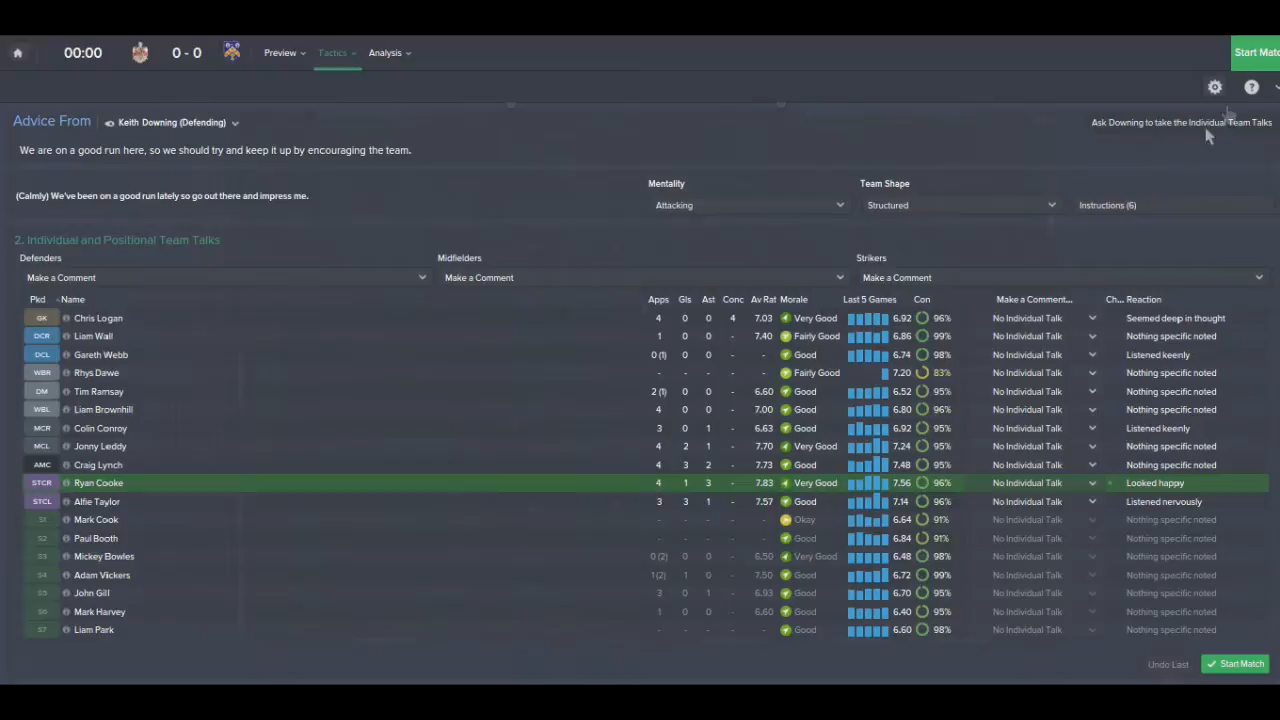 00:00 0 - 0 Preview Tactics Analysis Start Matc
?
Advice From Keith Downing (Defending) Ask Downing to take the Individual Team Talks
We are on a good run here, so we should try and keep it up by encouraging the team.
Mentality Team Shape
(Calmly) We've been on a good run lately so go out there and impress me.
Attacking Structured Instructions (6)
2. Individual and Positional Team Talks
Defenders Midfielders Strikers
Make a Comment Make a Comment Make a Comment
Pkd Name Apps Gls Ast Conc Av Rat Morale Last 5 Games Con Make a Comment... Ch... Reaction
GK Chris Logan 4 0 0 4 7.03 Very Good 6.92 96% No Individual Talk Seemed deep in thought
DCR Liam Wall 1 0 0 - 7.40 Fairly Good 6.86 99% No Individual Talk Nothing specific noted
DCL Gareth Webb 0 (1) 0 0 - - Good 6.74 98% No Individual Talk Listened keenly
WBR Rhys Dawe - - - - - Fairly Good 7.20 83% No Individual Talk Nothing specific noted
DM Tim Ramsay 2 (1) 0 0 - 6.60 Good 6.52 95% No Individual Talk Nothing specific noted
WBL Liam Brownhill 4 0 0 - 7.00 Good 6.80 96% No Individual Talk Nothing specific noted
MCR Colin Conroy 3 0 1 - 6.63 Good 6.92 96% No Individual Talk Listened keenly
MCL Jonny Leddy 4 2 1 - 7.70 Very Good 7.24 95% No Individual Talk Nothing specific noted
AMC Craig Lynch 4 3 2 - 7.73 Good 7.48 95% No Individual Talk Nothing specific noted
STCR Ryan Cooke 4 1 3 - 7.83 Very Good 7.56 96% No Individual Talk Looked happy
STCL Alfie Taylor 3 3 1 - 7.57 Good 7.14 96% No Individual Talk Listened nervously
S1 Mark Cook - - - - - Okay 6.64 91% No Individual Talk Nothing specific noted
S2 Paul Booth - - - - - Good 6.84 91% No Individual Talk Nothing specific noted
S3 Mickey Bowles 0 (2) 0 0 - 6.50 Very Good 6.48 98% No Individual Talk Nothing specific noted
S4 Adam Vickers 1 (2) 1 0 - 7.50 Good 6.72 99% No Individual Talk Nothing specific noted
S5 John Gill 3 0 1 - 6.93 Good 6.70 95% No Individual Talk Nothing specific noted
S6 Mark Harvey 1 0 0 - 6.60 Good 6.40 95% No Individual Talk Nothing specific noted
S7 Liam Park - - - - - Good 6.60 98% No Individual Talk Nothing specific noted
Undo Last Start Match